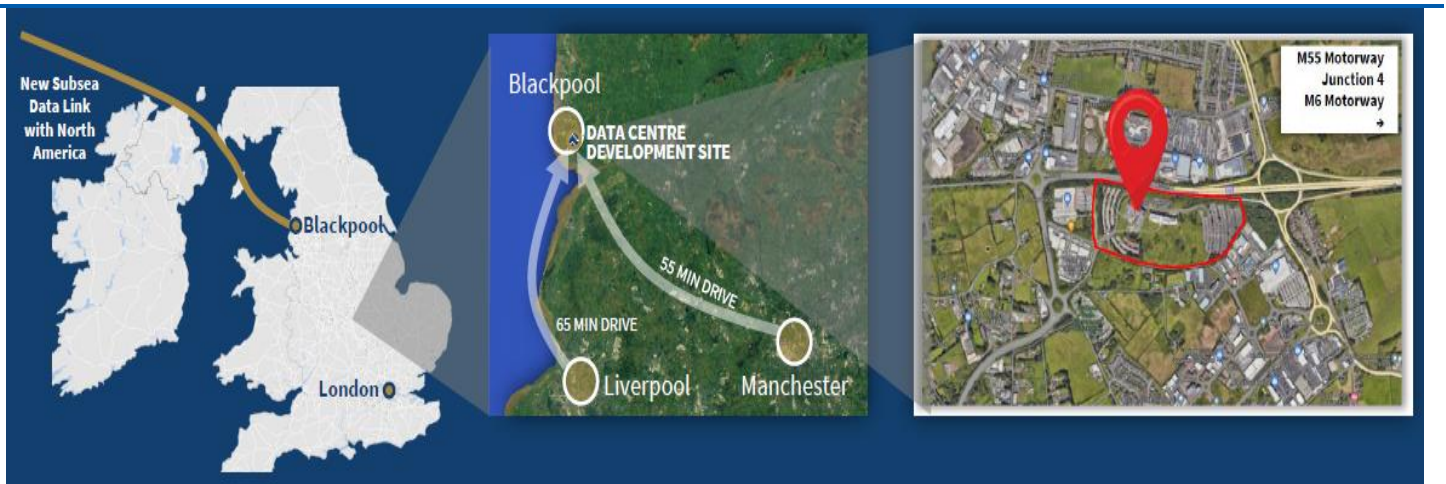 New Subsea
Data Link
with North
America
Blackpool
London
Blackpool
DATA CENTRE
DEVELOPMENT SITE
55 MIN DRIVE
65 MIN DRIVE
Liverpool
Manchester
M55 Motorway
Junction 4
M6 Motorway
→